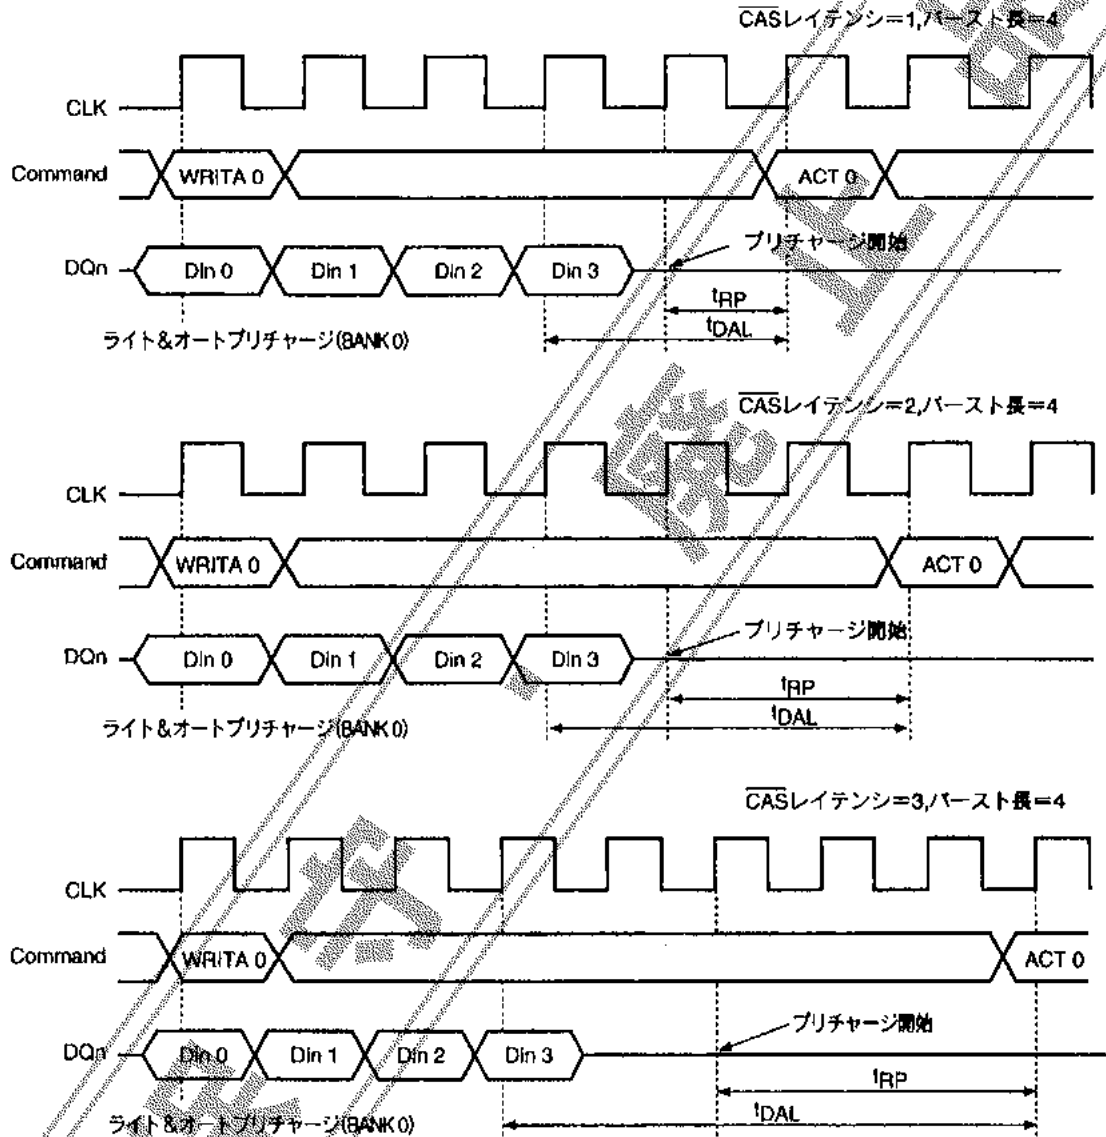 CASレイテンシ=1,バースト長=4
CLK
Command WRITA 0 ACT 0
プリチャージ開始
DQn Din 0 Din 1 Din 2 Din 3
tRP
tDAL
ライト&オートプリチャージ(BANK 0)
CASレイテンシ=2,バースト長=4
CLK
Command WRITA 0 ACT 0
プリチャージ開始
DQn Din 0 Din 1 Din 2 Din 3
tRP
tDAL
ライト&オートプリチャージ(BANK 0)
CASレイテンシ=3,バースト長=4
CLK
Command WRITA 0 ACT 0
プリチャージ開始
DQn Din 0 Din 1 Din 2 Din 3
tRP
tDAL
ライト&オートプリチャージ(BANK 0)